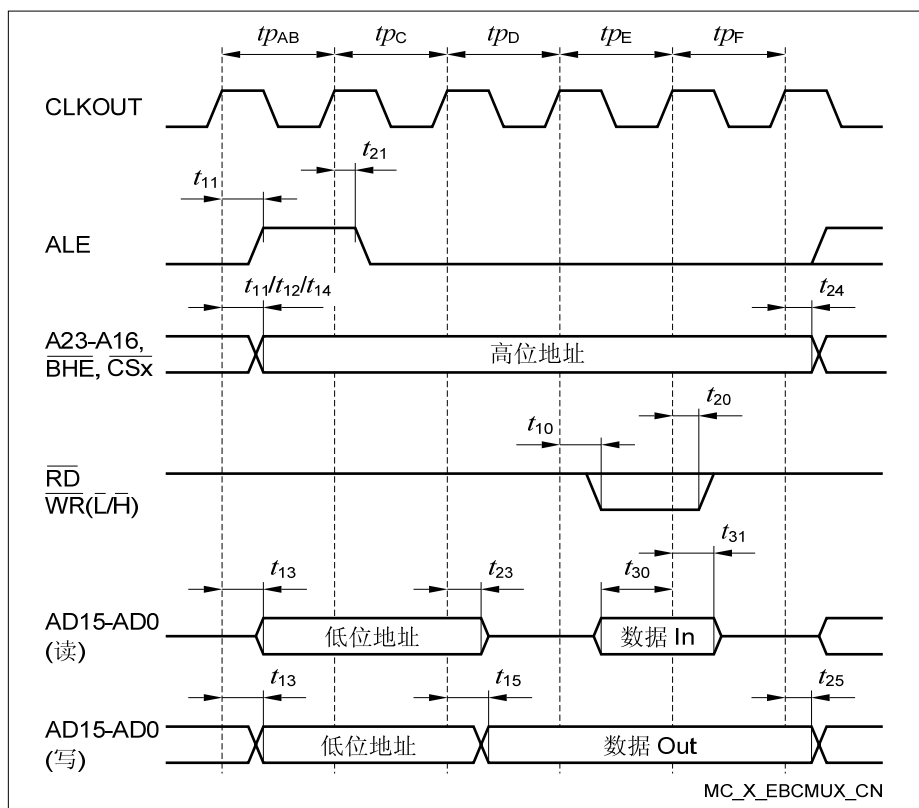 tpAB tpC tpD tpE tpF
CLKOUT
t21
t11
ALE
t11/t12/t14
t24
A23-A16,
BHE, CSx
高位地址
t20
t10
RD
WR(L/H)
t31
t13
t23
t30
AD15-AD0
(读)
低位地址
数据 In
t13
t15
t25
AD15-AD0
(写)
低位地址
数据 Out
MC_X_EBCMUX_CN